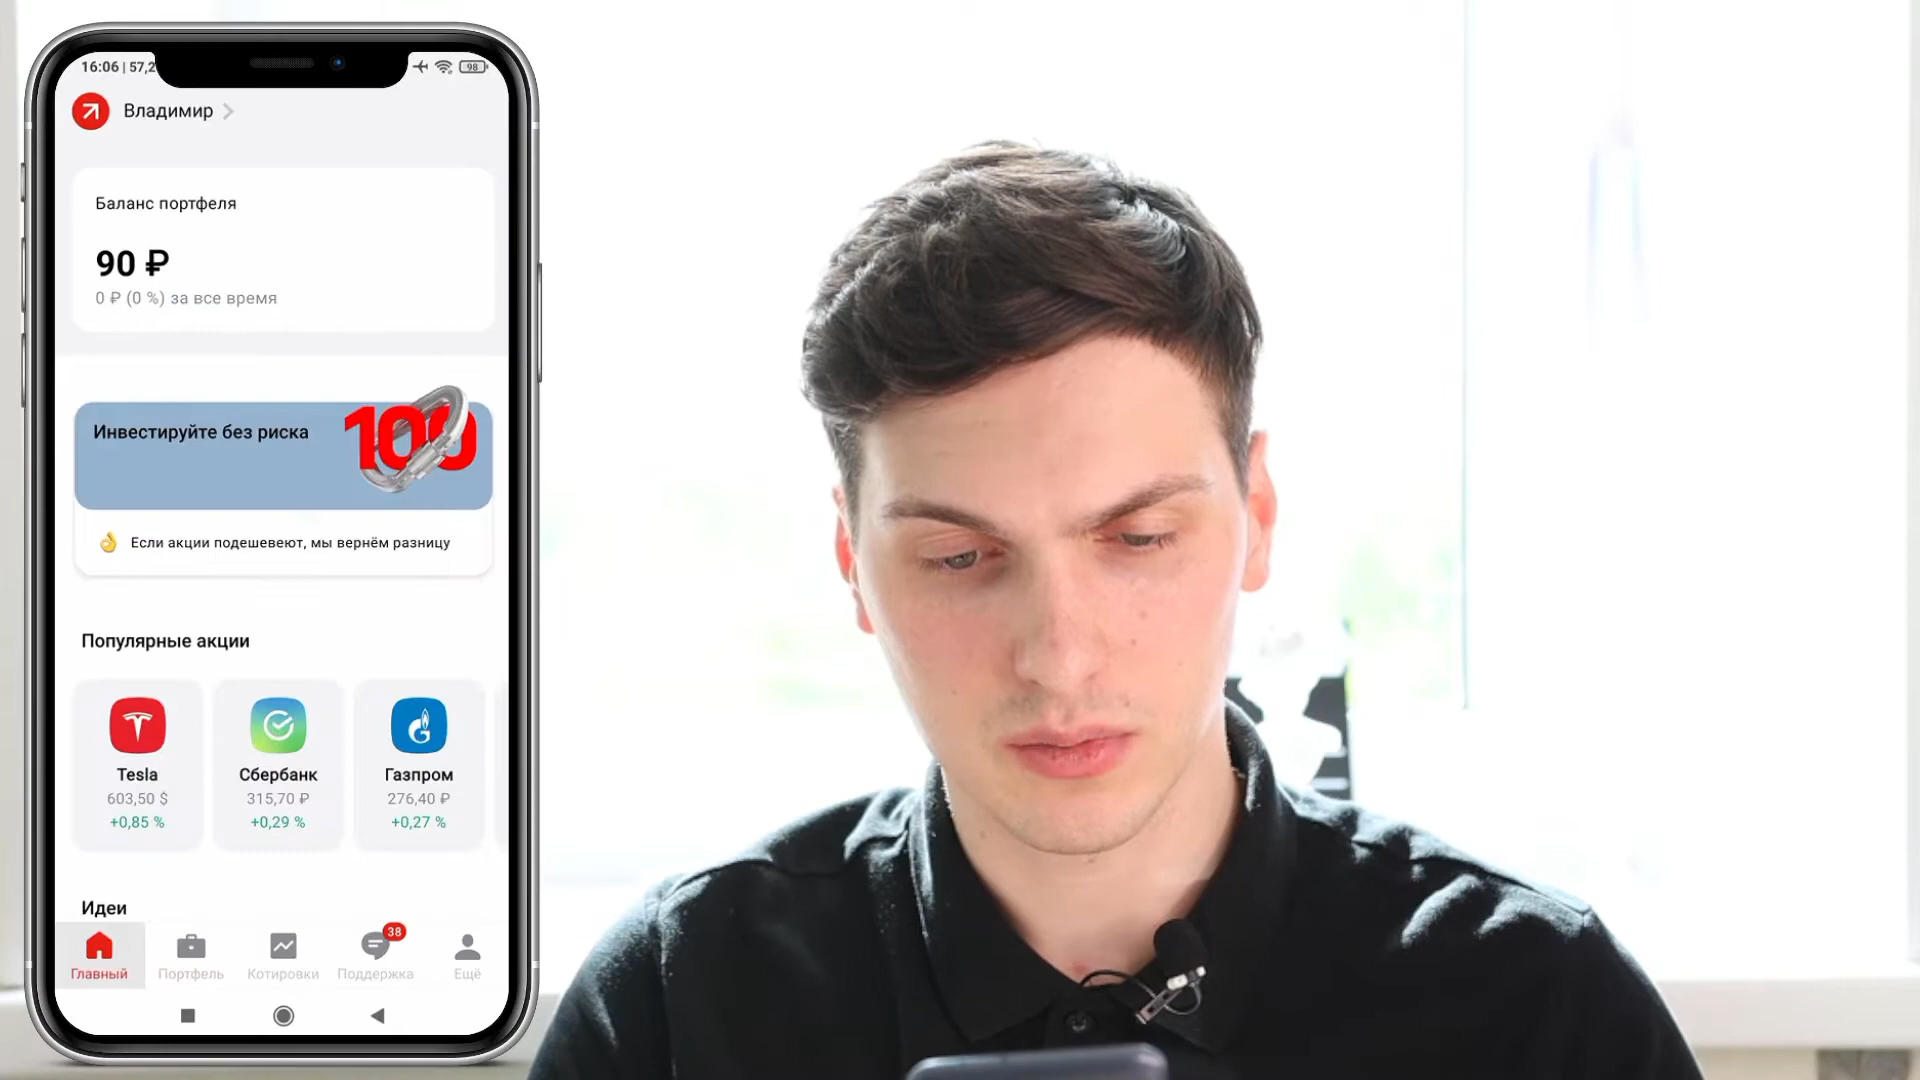 16:06 | 57,2
98
Владимир
Баланс портфеля
90 ₽
0 ₽ (0 %) за все время
Инвестируйте без риска
100
👌 Если акции подешевеют, мы вернём разницу
Популярные акции
Tesla
603,50 $
+0,85 %
Сбербанк
315,70 ₽
+0,29 %
Газпром
276,40 ₽
+0,27 %
Идеи
38
Главный
Портфель
Котировки
Поддержка
Ещё